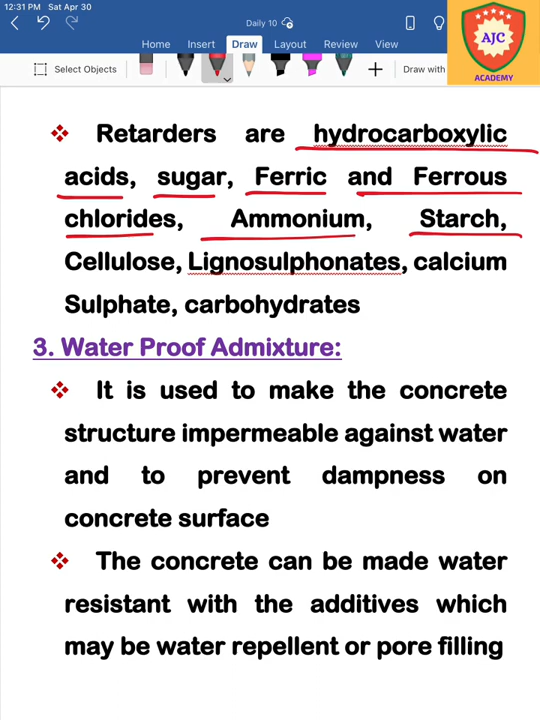 12:31 PM Sat Apr 30
Daily 10
Home Insert Draw Layout Review View
Select Objects
Draw with
AJC
ACADEMY
❖ Retarders are hydrocarboxylic
acids, sugar, Ferric and Ferrous
chlorides, Ammonium, Starch,
Cellulose, Lignosulphonates, calcium
Sulphate, carbohydrates
3. Water Proof Admixture:
❖ It is used to make the concrete
structure impermeable against water
and to prevent dampness on
concrete surface
❖ The concrete can be made water
resistant with the additives which
may be water repellent or pore filling